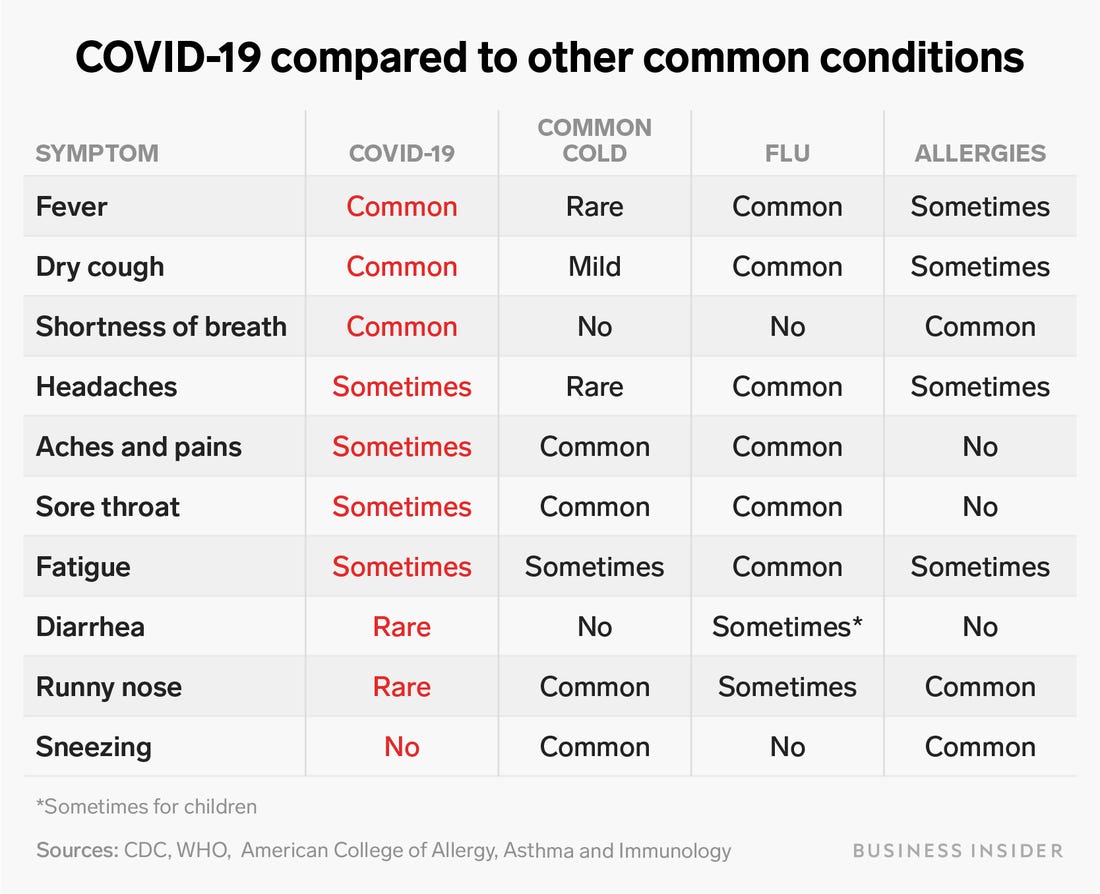 COVID-19 compared to other common conditions
SYMPTOM COVID-19 COMMON COLD FLU ALLERGIES
Fever Common Rare Common Sometimes
Dry cough Common Mild Common Sometimes
Shortness of breath Common No No Common
Headaches Sometimes Rare Common Sometimes
Aches and pains Sometimes Common Common No
Sore throat Sometimes Common Common No
Fatigue Sometimes Sometimes Common Sometimes
Diarrhea Rare No Sometimes* No
Runny nose Rare Common Sometimes Common
Sneezing No Common No Common
*Sometimes for children
Sources: CDC, WHO, American College of Allergy, Asthma and Immunology BUSINESS INSIDER